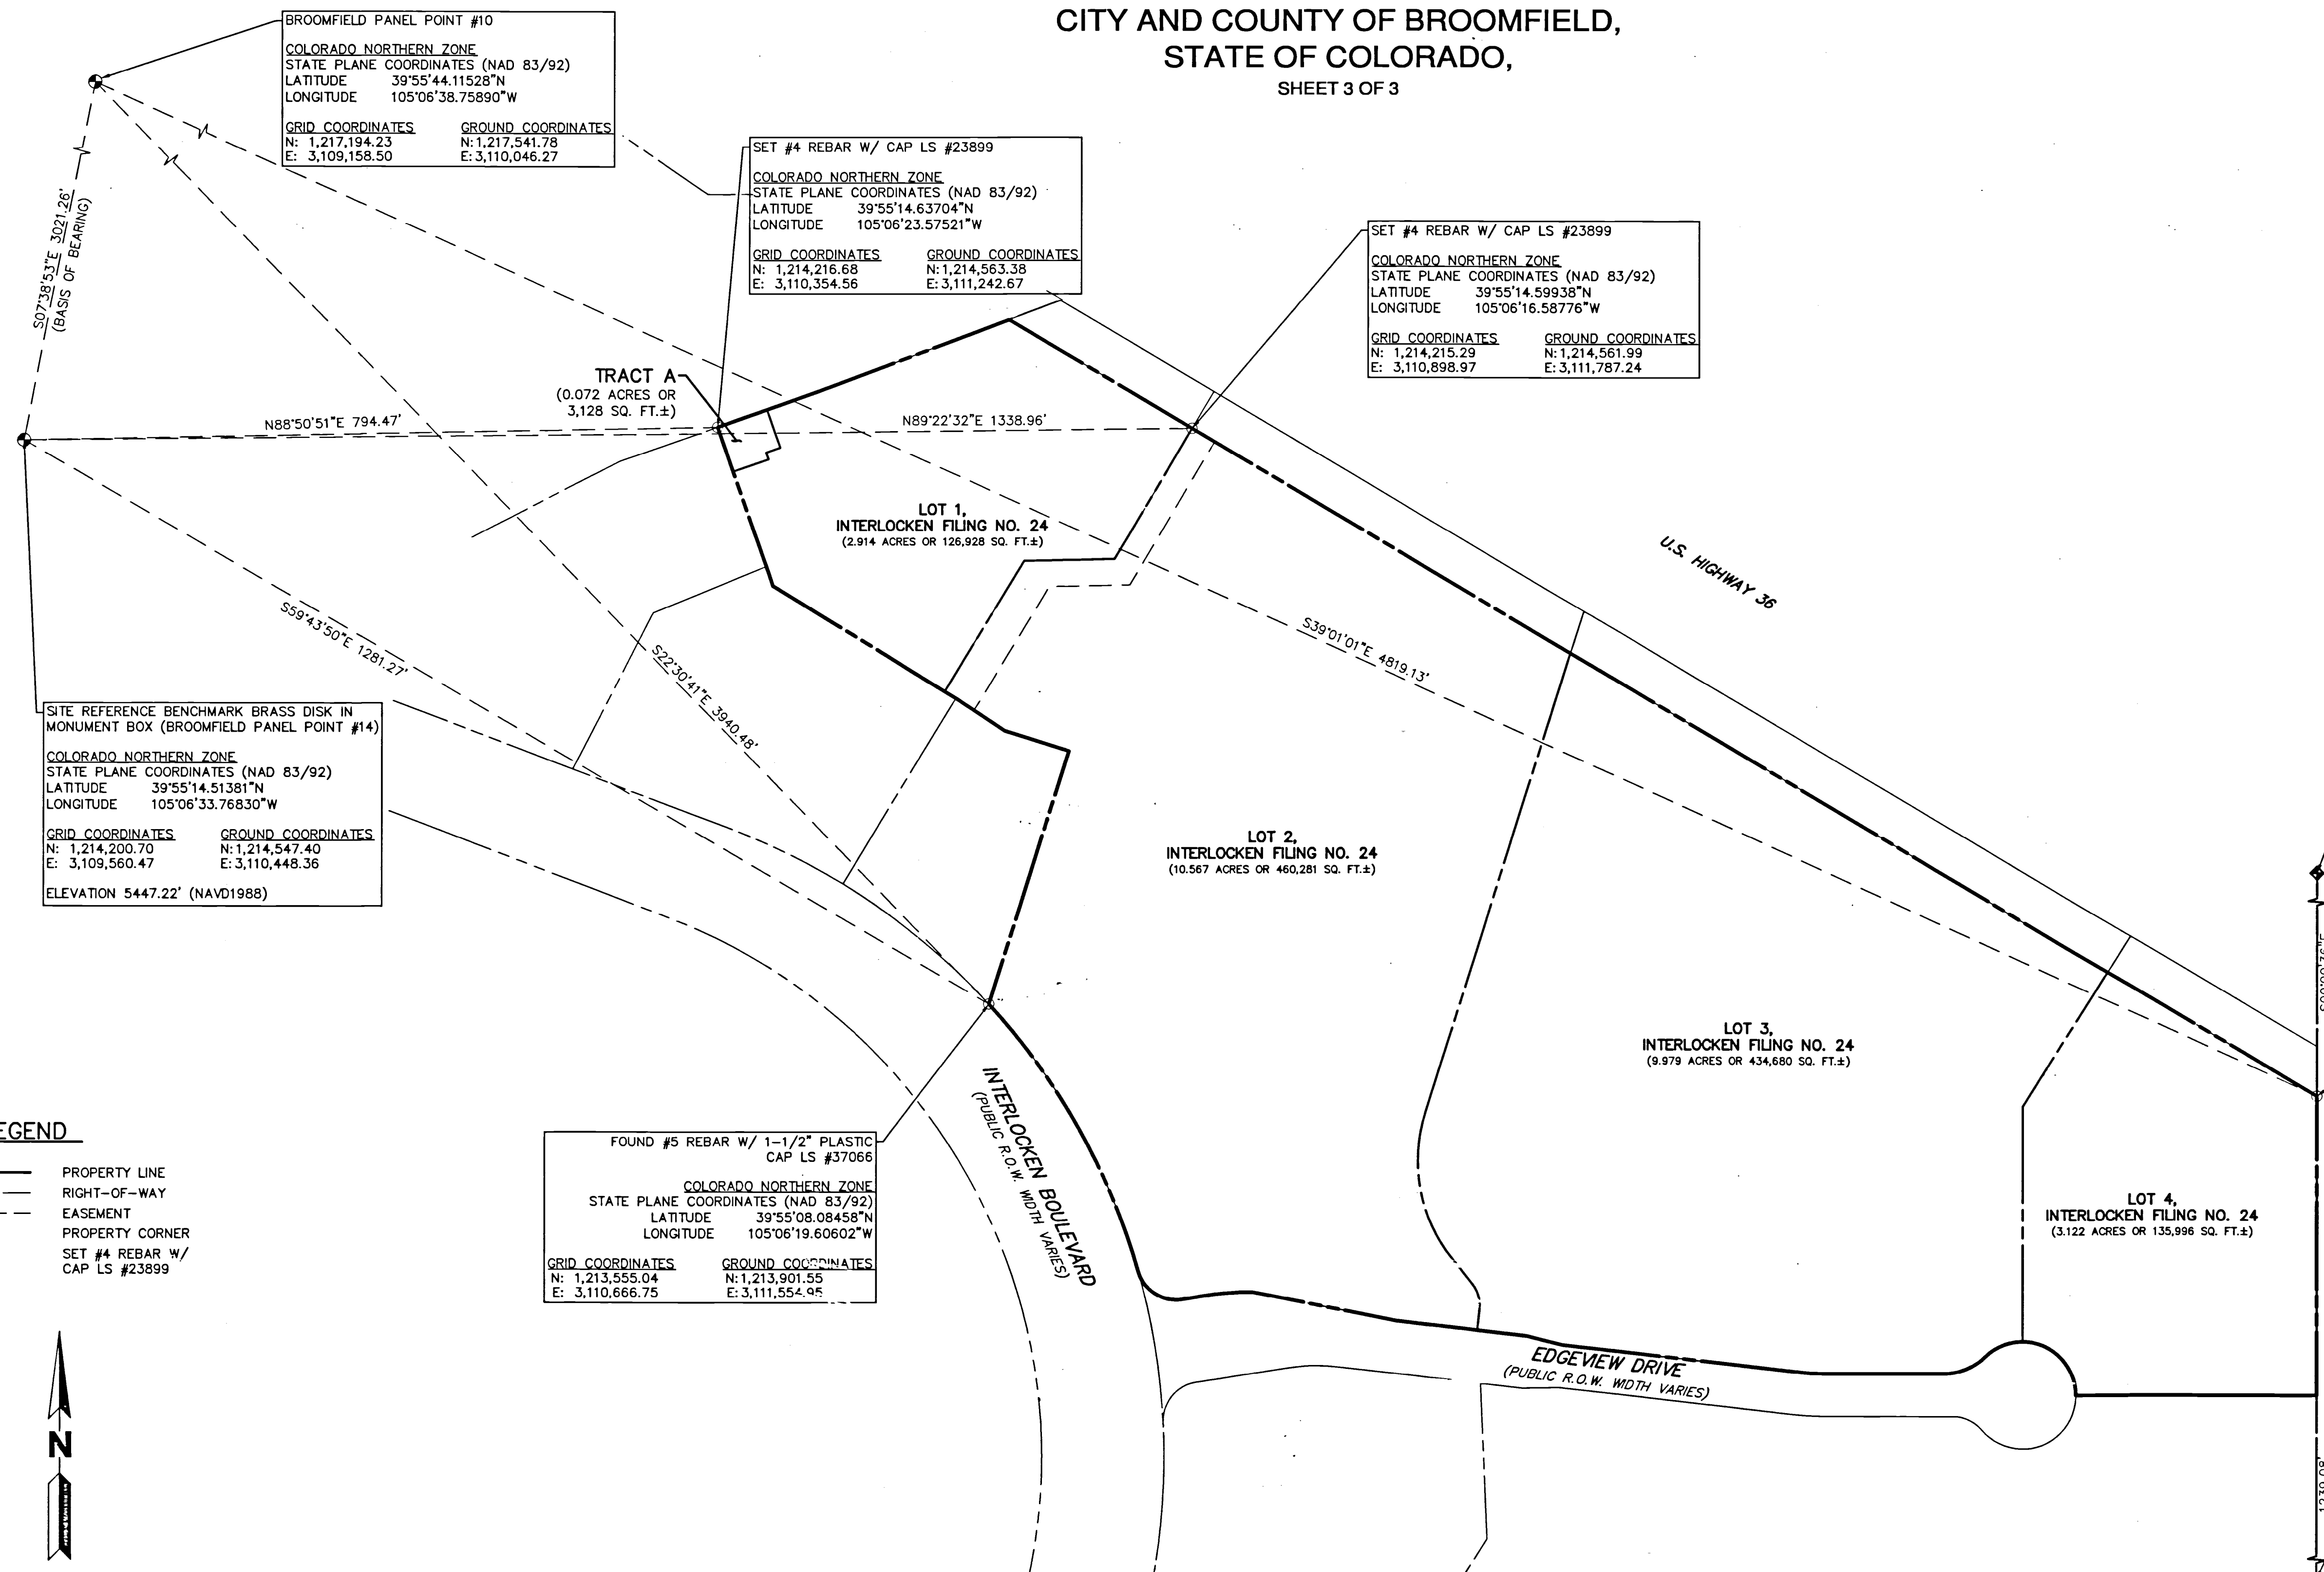 CITY AND COUNTY OF BROOMFIELD,
STATE OF COLORADO,
SHEET 3 OF 3
BROOMFIELD PANEL POINT #10
COLORADO NORTHERN ZONE
STATE PLANE COORDINATES (NAD 83/92)
LATITUDE 39°55'44.11528"N
LONGITUDE 105°06'38.75890"W
GRID COORDINATES GROUND COORDINATES
N: 1,217,194.23 N: 1,217,541.78
E: 3,109,158.50 E: 3,110,046.27
SET #4 REBAR W/ CAP LS #23899
COLORADO NORTHERN ZONE
STATE PLANE COORDINATES (NAD 83/92)
LATITUDE 39°55'14.63704"N
LONGITUDE 105°06'23.57521"W
GRID COORDINATES GROUND COORDINATES
N: 1,214,216.68 N: 1,214,563.38
E: 3,110,354.56 E: 3,111,242.67
SET #4 REBAR W/ CAP LS #23899
COLORADO NORTHERN ZONE
STATE PLANE COORDINATES (NAD 83/92)
LATITUDE 39°55'14.59938"N
LONGITUDE 105°06'16.58776"W
GRID COORDINATES GROUND COORDINATES
N: 1,214,215.29 N: 1,214,561.99
E: 3,110,898.97 E: 3,111,787.24
S07°38'53"E 3021.26'
(BASIS OF BEARING)
TRACT A
(0.072 ACRES OR
3,128 SQ. FT.±)
N88°50'51"E 794.47'
N89°22'32"E 1338.96'
LOT 1,
INTERLOCKEN FILING NO. 24
(2.914 ACRES OR 126,928 SQ. FT.±)
U.S. HIGHWAY 36
S59°43'50"E 1281.27'
S22°30'41"E 3940.48'
S39°01'01"E 4819.13'
SITE REFERENCE BENCHMARK BRASS DISK IN
MONUMENT BOX (BROOMFIELD PANEL POINT #14)
COLORADO NORTHERN ZONE
STATE PLANE COORDINATES (NAD 83/92)
LATITUDE 39°55'14.51381"N
LONGITUDE 105°06'33.76830"W
GRID COORDINATES GROUND COORDINATES
N: 1,214,200.70 N: 1,214,547.40
E: 3,109,560.47 E: 3,110,448.36
ELEVATION 5447.22' (NAVD1988)
LOT 2,
INTERLOCKEN FILING NO. 24
(10.567 ACRES OR 460,281 SQ. FT.±)
LOT 3,
INTERLOCKEN FILING NO. 24
(9.979 ACRES OR 434,680 SQ. FT.±)
LOT 4,
INTERLOCKEN FILING NO. 24
(3.122 ACRES OR 135,996 SQ. FT.±)
INTERLOCKEN BOULEVARD
(PUBLIC R.O.W. WIDTH VARIES)
FOUND #5 REBAR W/ 1-1/2" PLASTIC
CAP LS #37066
COLORADO NORTHERN ZONE
STATE PLANE COORDINATES (NAD 83/92)
LATITUDE 39°55'08.08458"N
LONGITUDE 105°06'19.60602"W
GRID COORDINATES GROUND COORDINATES
N: 1,213,555.04 N: 1,213,901.55
E: 3,110,666.75 E: 3,111,554.95
EDGEVIEW DRIVE
(PUBLIC R.O.W. WIDTH VARIES)
EGEND
PROPERTY LINE
RIGHT-OF-WAY
EASEMENT
PROPERTY CORNER
SET #4 REBAR W/
CAP LS #23899
N
1239.08'